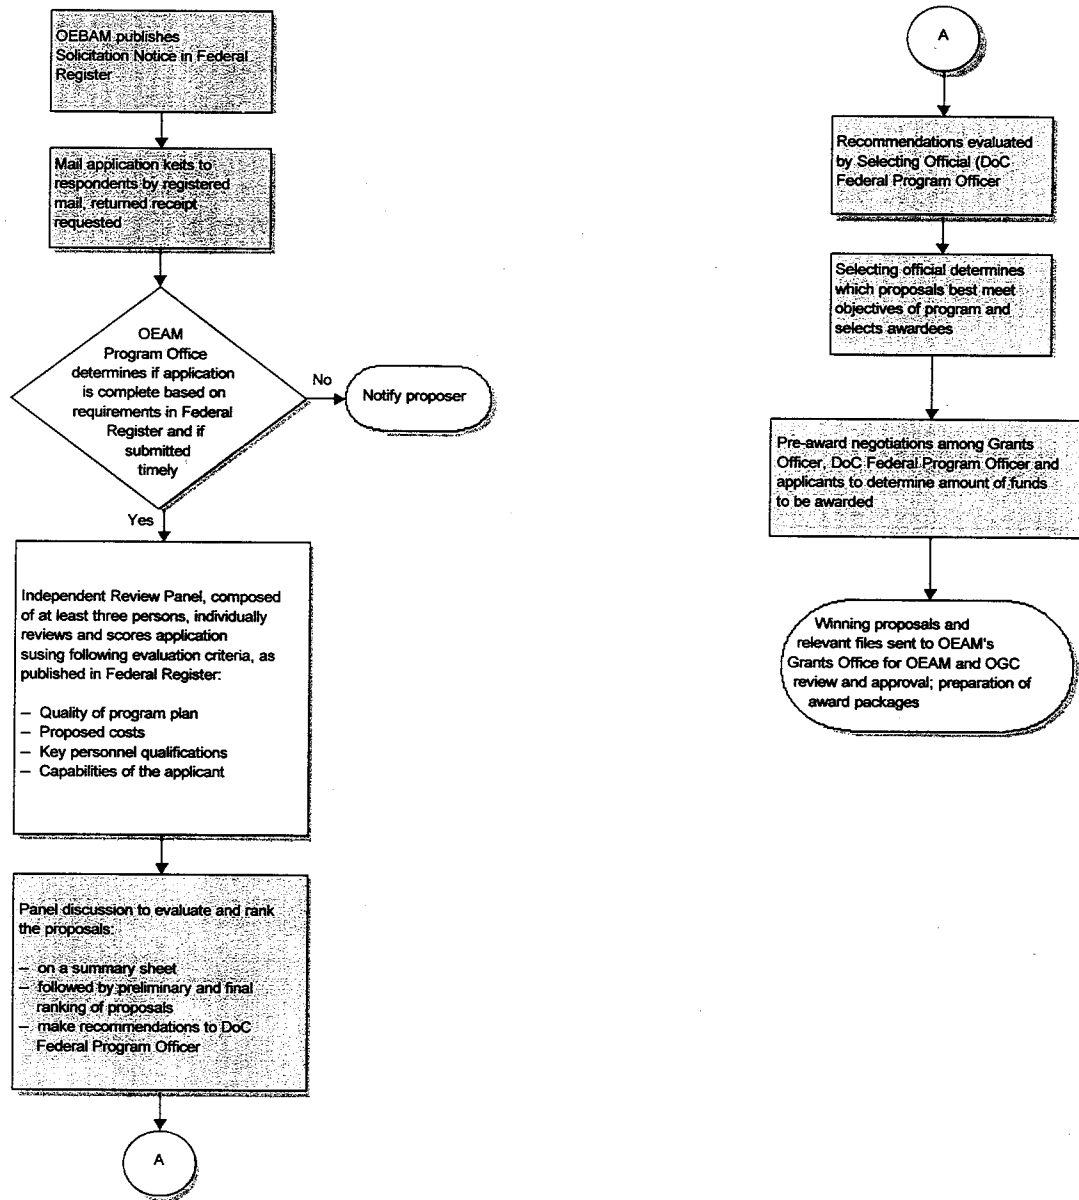 OEBAM publishes
Solicitation Notice in Federal
Register
Mail application keits to
respondents by registered
mail, returned receipt
requested
OEAM
Program Office
determines if application
is complete based on
requirements in Federal
Register and if
submitted
timely
No
Notify proposer
Yes
Independent Review Panel, composed
of at least three persons, individually
reviews and scores application
susing following evaluation criteria, as
published in Federal Register:
– Quality of program plan
– Proposed costs
– Key personnel qualifications
– Capabilities of the applicant
Panel discussion to evaluate and rank
the proposals:
– on a summary sheet
– followed by preliminary and final
ranking of proposals
– make recommendations to DoC
Federal Program Officer
A
A
Recommendations evaluated
by Selecting Official (DoC
Federal Program Officer
Selecting official determines
which proposals best meet
objectives of program and
selects awardees
Pre-award negotiations among Grants
Officer, DoC Federal Program Officer and
applicants to determine amount of funds
to be awarded
Winning proposals and
relevant files sent to OEAM's
Grants Office for OEAM and OGC
review and approval; preparation of
award packages